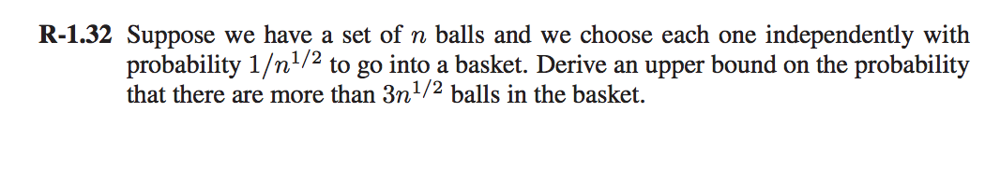 R-1.32 Suppose we have a set of n balls and we choose each one independently with
probability 1/n^{1/2} to go into a basket. Derive an upper bound on the probability
that there are more than 3n^{1/2} balls in the basket.